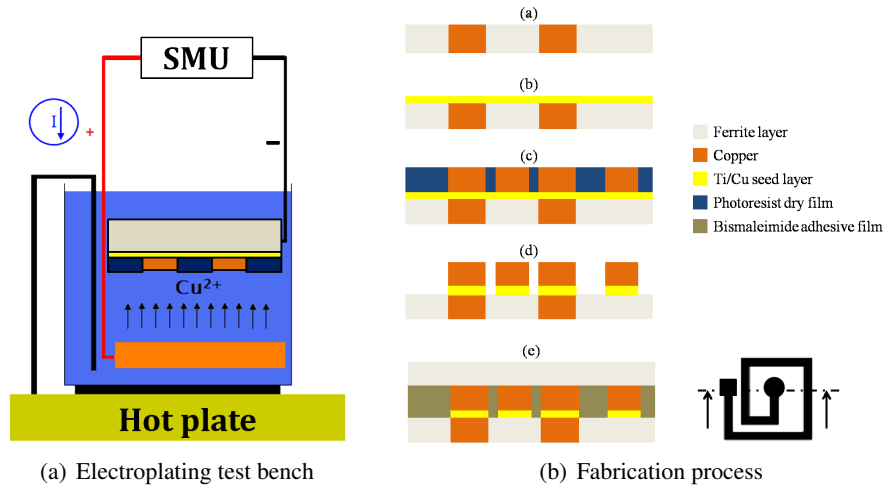 SMU
I
+
-
Cu²⁺
Hot plate
(a) Electroplating test bench
(a)
(b)
(c)
(d)
(e)
Ferrite layer
Copper
Ti/Cu seed layer
Photoresist dry film
Bismaleimide adhesive film
(b) Fabrication process